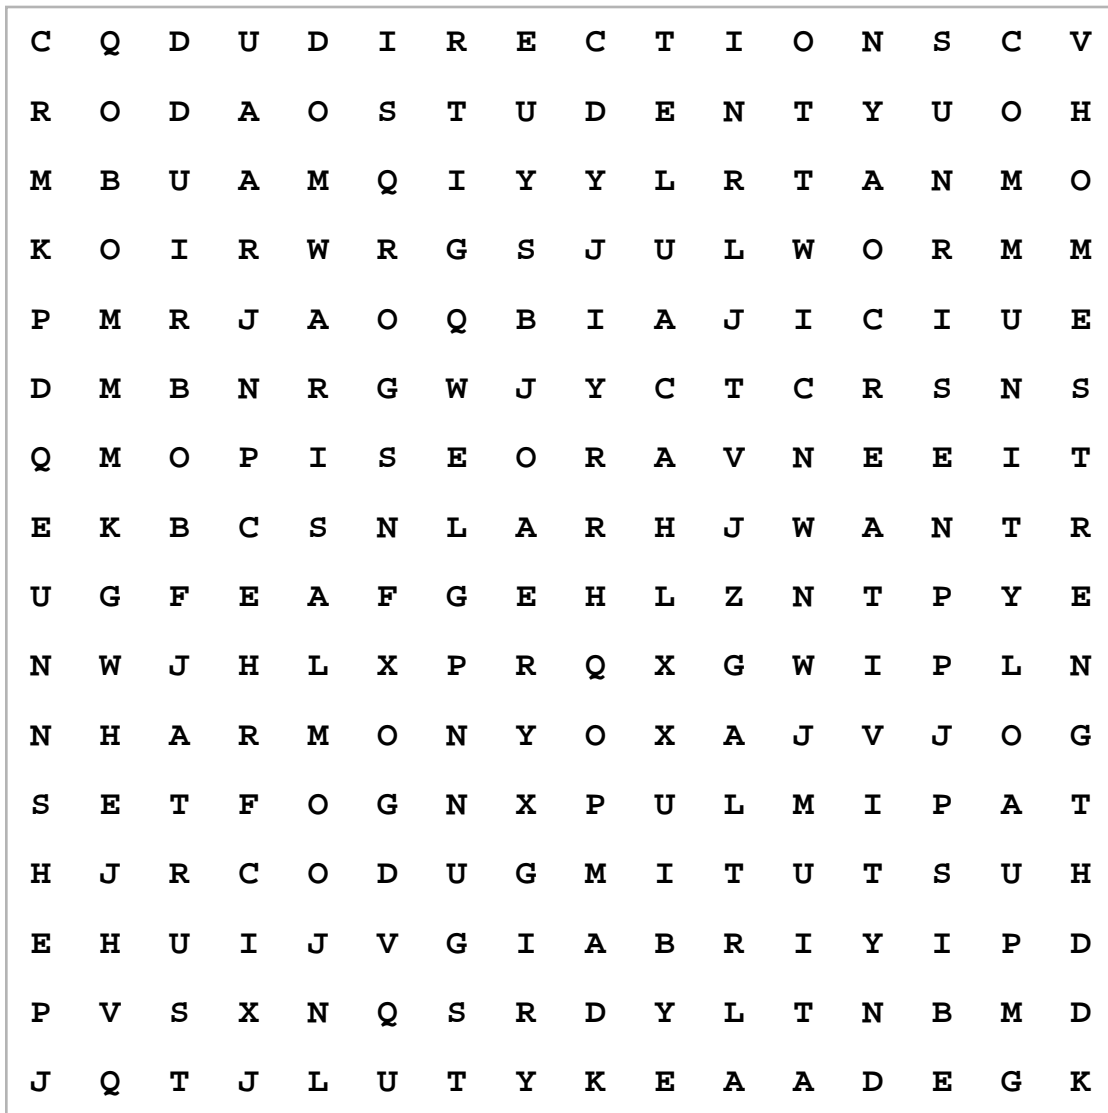 C Q D U D I R E C T I O N S C V
R O D A O S T U D E N T Y U O H
M B U A M Q I Y Y L R T A N M O
K O I R W R G S J U L W O R M M
P M R J A O Q B I A J I C I U E
D M B N R G W J Y C T C R S N S
Q M O P I S E O R A V N E E I T
E K B C S N L A R H J W A N T R
U G F E A F G E H L Z N T P Y E
N W J H L X P R Q X G W I P L N
N H A R M O N Y O X A J V J O G
S E T F O G N X P U L M I P A T
H J R C O D U G M I T U T S U H
E H U I J V G I A B R I Y I P D
P V S X N Q S R D Y L T N B M D
J Q T J L U T Y K E A A D E G K